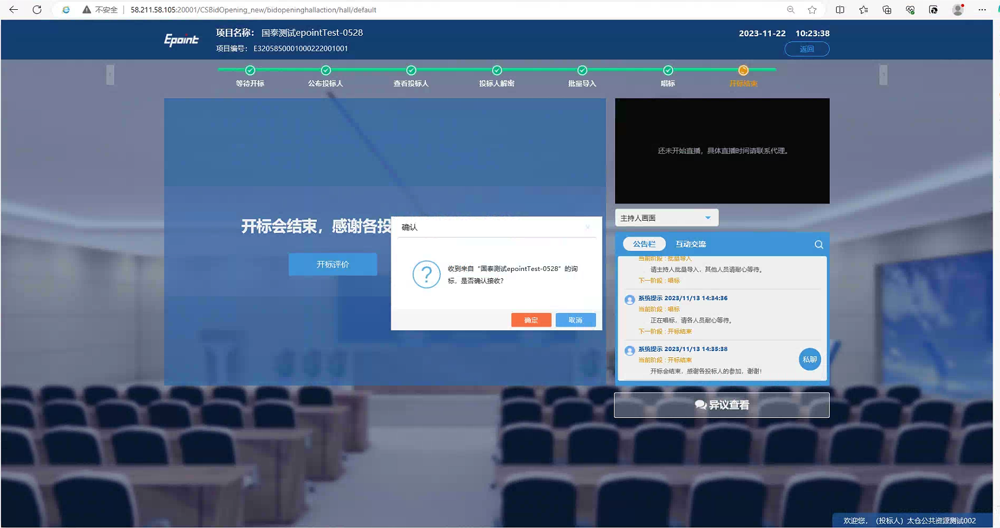 不安全
58.211.58.105:20001/CSBidOpening_new/bidopeninghallaction/hall/default
Epoint
项目名称： 国泰测试epointTest-0528
项目编号： E3205850001000222001001
2023-11-22 10:23:38
返回
等待开标
公布投标人
查看投标人
投标人解密
批量导入
唱标
开标结束
还未开始直播，具体直播时间请联系代理。
主持人画面
开标会结束，感谢各投
开标评价
确认
收到来自“国泰测试epointTest-0528”的询
标，是否确认接收？
确定
取消
公告栏
互动交流
当前阶段：批量导入
请主持人批量导入，其他人员请耐心等待。
下一阶段：唱标
系统提示 2023/11/13 14:34:36
当前阶段：唱标
正在唱标，请各人员耐心等待。
下一阶段：开标结束
系统提示 2023/11/13 14:35:38
当前阶段：开标结束
开标会结束，感谢各投标人的参加，谢谢！
私聊
异议查看
欢迎您，（投标人）太仓公共资源测试002